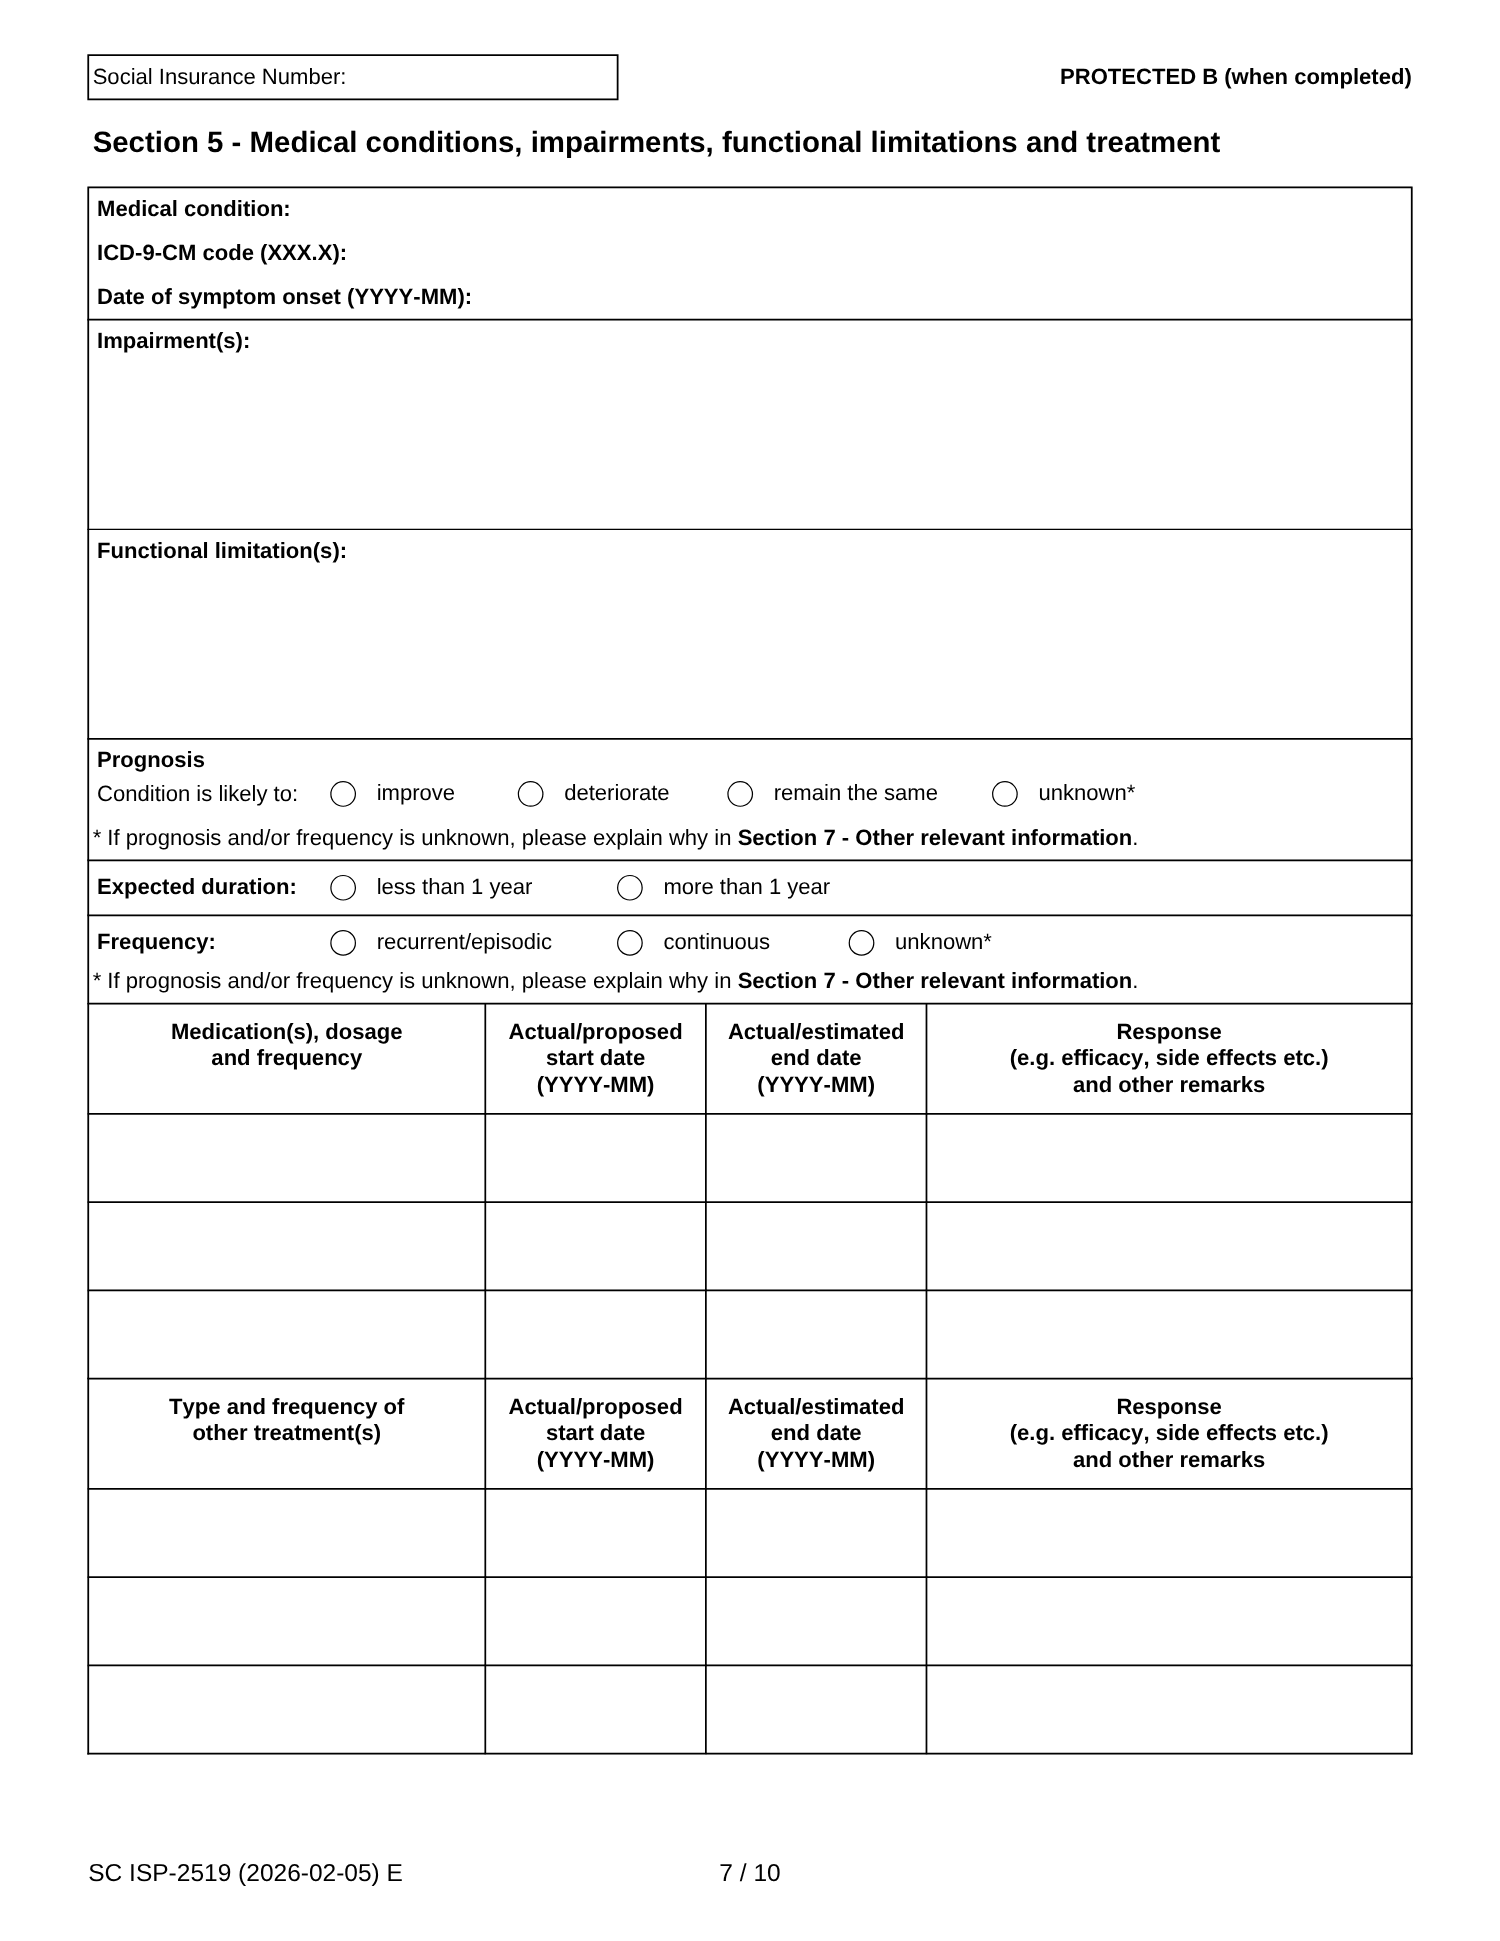 Social Insurance Number:
PROTECTED B (when completed)
Section 5 - Medical conditions, impairments, functional limitations and treatment
Medical condition:
ICD-9-CM code (XXX.X):
Date of symptom onset (YYYY-MM):
Impairment(s):
Functional limitation(s):
Prognosis
Condition is likely to: improve deteriorate remain the same unknown*
* If prognosis and/or frequency is unknown, please explain why in Section 7 - Other relevant information.
Expected duration: less than 1 year more than 1 year
Frequency: recurrent/episodic continuous unknown*
* If prognosis and/or frequency is unknown, please explain why in Section 7 - Other relevant information.
Medication(s), dosage
and frequency
Actual/proposed
start date
(YYYY-MM)
Actual/estimated
end date
(YYYY-MM)
Response
(e.g. efficacy, side effects etc.)
and other remarks
Type and frequency of
other treatment(s)
Actual/proposed
start date
(YYYY-MM)
Actual/estimated
end date
(YYYY-MM)
Response
(e.g. efficacy, side effects etc.)
and other remarks
SC ISP-2519 (2026-02-05) E
7 / 10